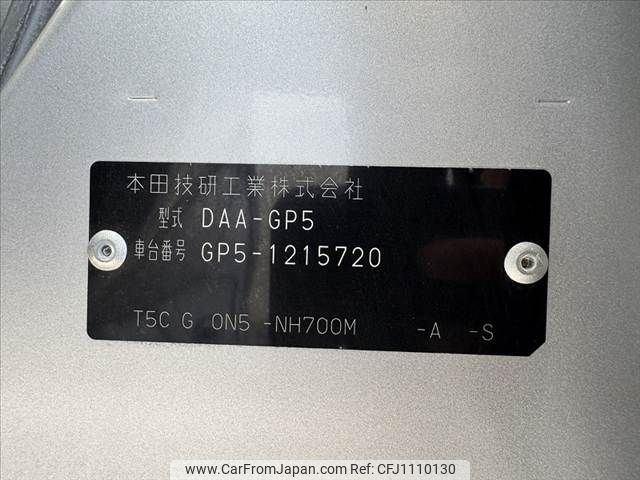 本田技研工業株式会社
型式 DAA-GP5
車台番号 GP5-1215720
T5C G 0N5 -NH700M -A -S
www.CarFromJapan.com - Ref: CFJ1110130